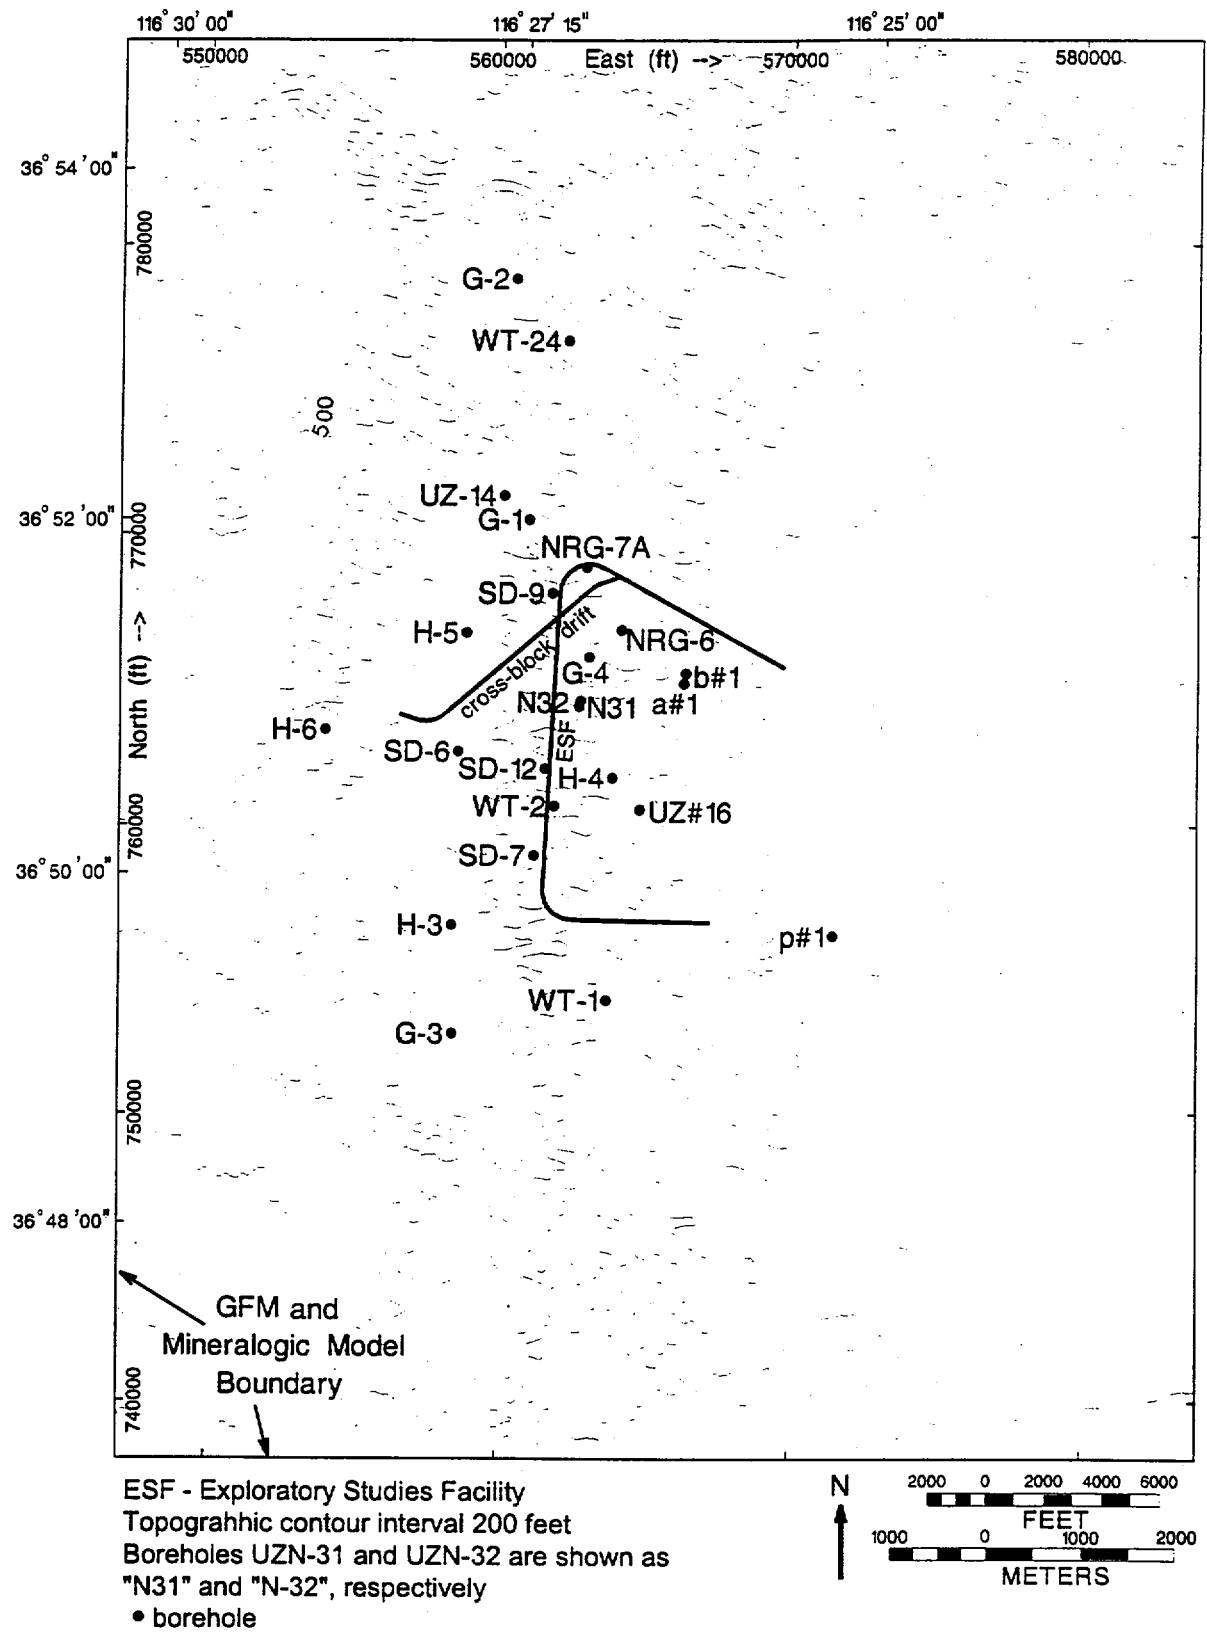 116° 30' 00"
116° 27' 15"
116° 25' 00"
550000
560000
East (ft) -->
570000
580000
36° 54' 00"
780000
G-2
WT-24
500
UZ-14
36° 52' 00"
G-1
770000
NRG-7A
SD-9
H-5
cross-block drift
NRG-6
G-4
b#1
North (ft) -->
N32
N31
a#1
H-6
ESF
SD-6
SD-12
H-4
WT-2
UZ#16
760000
SD-7
36° 50' 00"
H-3
p#1
WT-1
G-3
750000
36° 48' 00"
GFM and
Mineralogic Model
Boundary
740000
ESF - Exploratory Studies Facility
Topograhhic contour interval 200 feet
Boreholes UZN-31 and UZN-32 are shown as
"N31" and "N-32", respectively
• borehole
N
2000 0 2000 4000 6000
FEET
1000 0 1000 2000
METERS